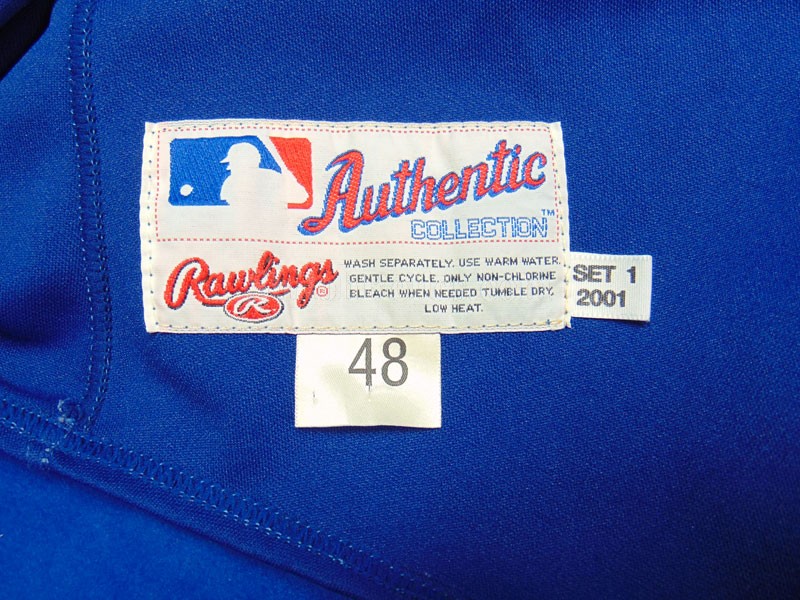 Authentic
COLLECTION™
Rawlings®
R
WASH SEPARATELY. USE WARM WATER.
GENTLE CYCLE. ONLY NON-CHLORINE
BLEACH WHEN NEEDED TUMBLE DRY.
LOW HEAT.
SET 1
2001
48